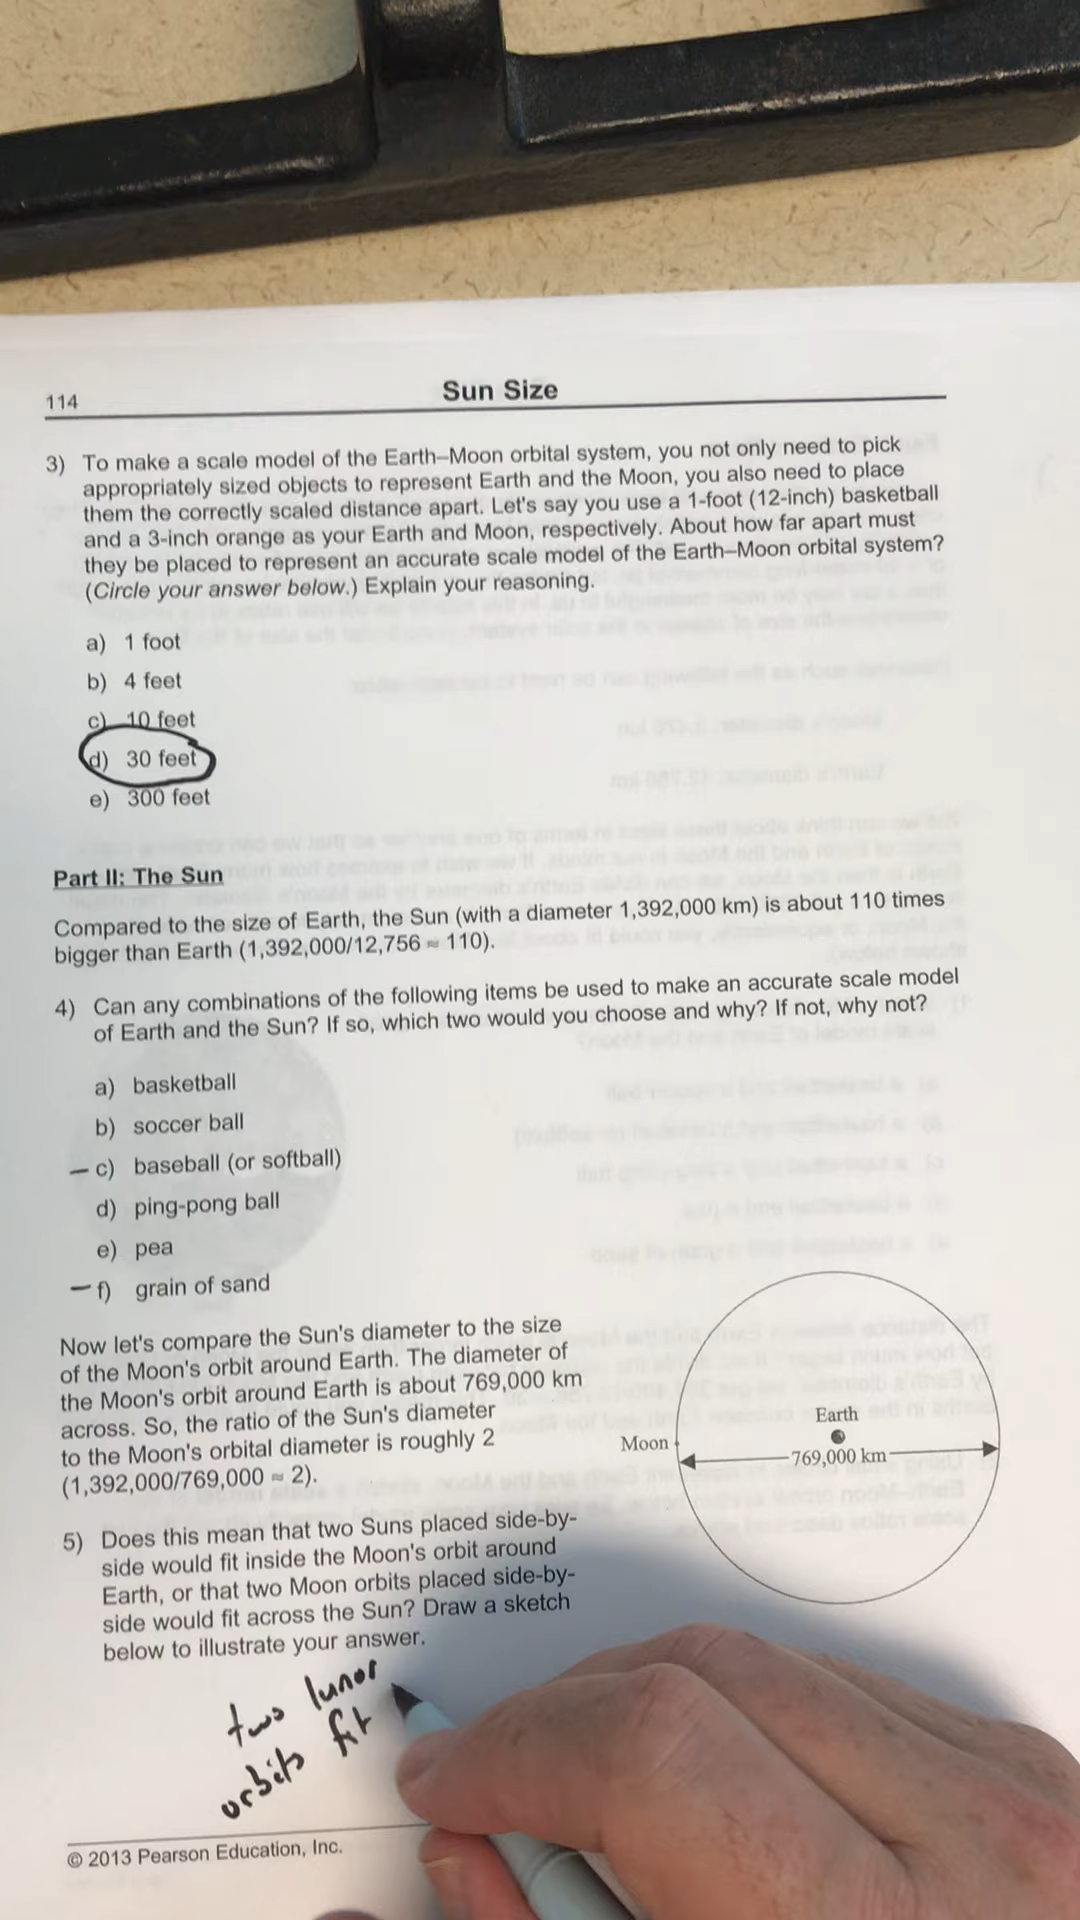 114
Sun Size
3) To make a scale model of the Earth–Moon orbital system, you not only need to pick
appropriately sized objects to represent Earth and the Moon, you also need to place
them the correctly scaled distance apart. Let's say you use a 1-foot (12-inch) basketball
and a 3-inch orange as your Earth and Moon, respectively. About how far apart must
they be placed to represent an accurate scale model of the Earth–Moon orbital system?
(Circle your answer below.) Explain your reasoning.
a) 1 foot
b) 4 feet
c) 10 feet
d) 30 feet
e) 300 feet
Part II: The Sun
Compared to the size of Earth, the Sun (with a diameter 1,392,000 km) is about 110 times
bigger than Earth (1,392,000/12,756 ≈ 110).
4) Can any combinations of the following items be used to make an accurate scale model
of Earth and the Sun? If so, which two would you choose and why? If not, why not?
a) basketball
b) soccer ball
– c) baseball (or softball)
d) ping-pong ball
e) pea
– f) grain of sand
Now let's compare the Sun's diameter to the size
of the Moon's orbit around Earth. The diameter of
the Moon's orbit around Earth is about 769,000 km
across. So, the ratio of the Sun's diameter
to the Moon's orbital diameter is roughly 2
(1,392,000/769,000 ≈ 2).
Earth
Moon
769,000 km
5) Does this mean that two Suns placed side-by-
side would fit inside the Moon's orbit around
Earth, or that two Moon orbits placed side-by-
side would fit across the Sun? Draw a sketch
below to illustrate your answer.
two lunar
orbits fit
© 2013 Pearson Education, Inc.